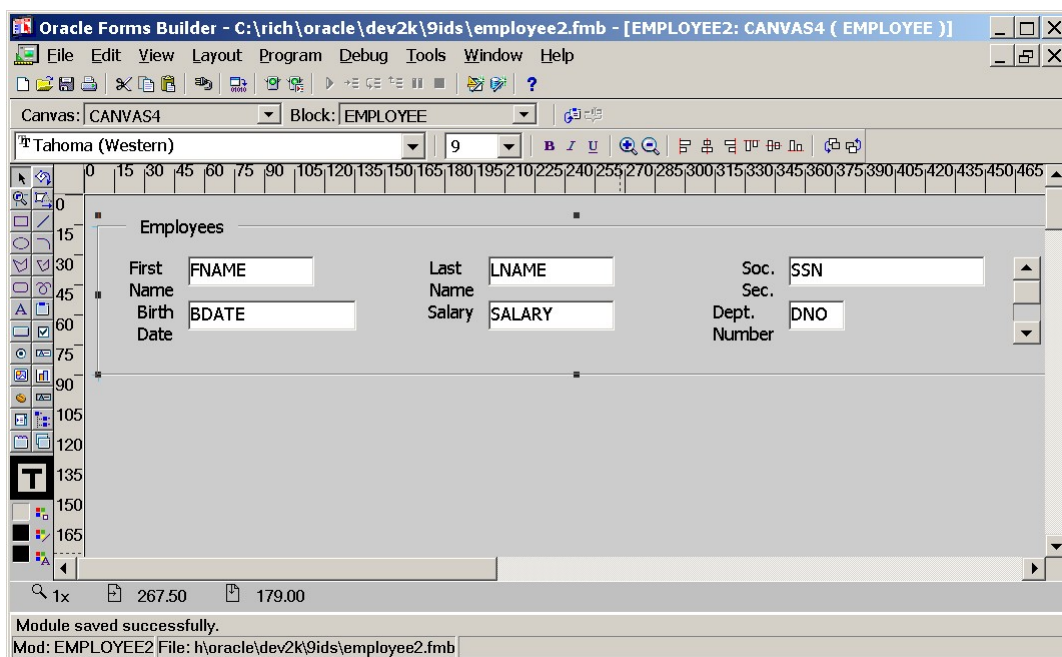 Oracle Forms Builder - C:\rich\oracle\dev2k\9ids\employee2.fmb - [EMPLOYEE2: CANVAS4 ( EMPLOYEE )]
File Edit View Layout Program Debug Tools Window Help
Canvas: CANVAS4 Block: EMPLOYEE
Tahoma (Western) 9 B I U
0 15 30 45 60 75 90 105 120 135 150 165 180 195 210 225 240 255 270 285 300 315 330 345 360 375 390 405 420 435 450 465
0
15
30
45
60
75
90
105
120
135
150
165
Employees
First Name FNAME
Last Name LNAME
Soc. Sec. SSN
Birth Date BDATE
Salary SALARY
Dept. Number DNO
1x 267.50 179.00
Module saved successfully.
Mod: EMPLOYEE2 File: h\oracle\dev2k\9ids\employee2.fmb